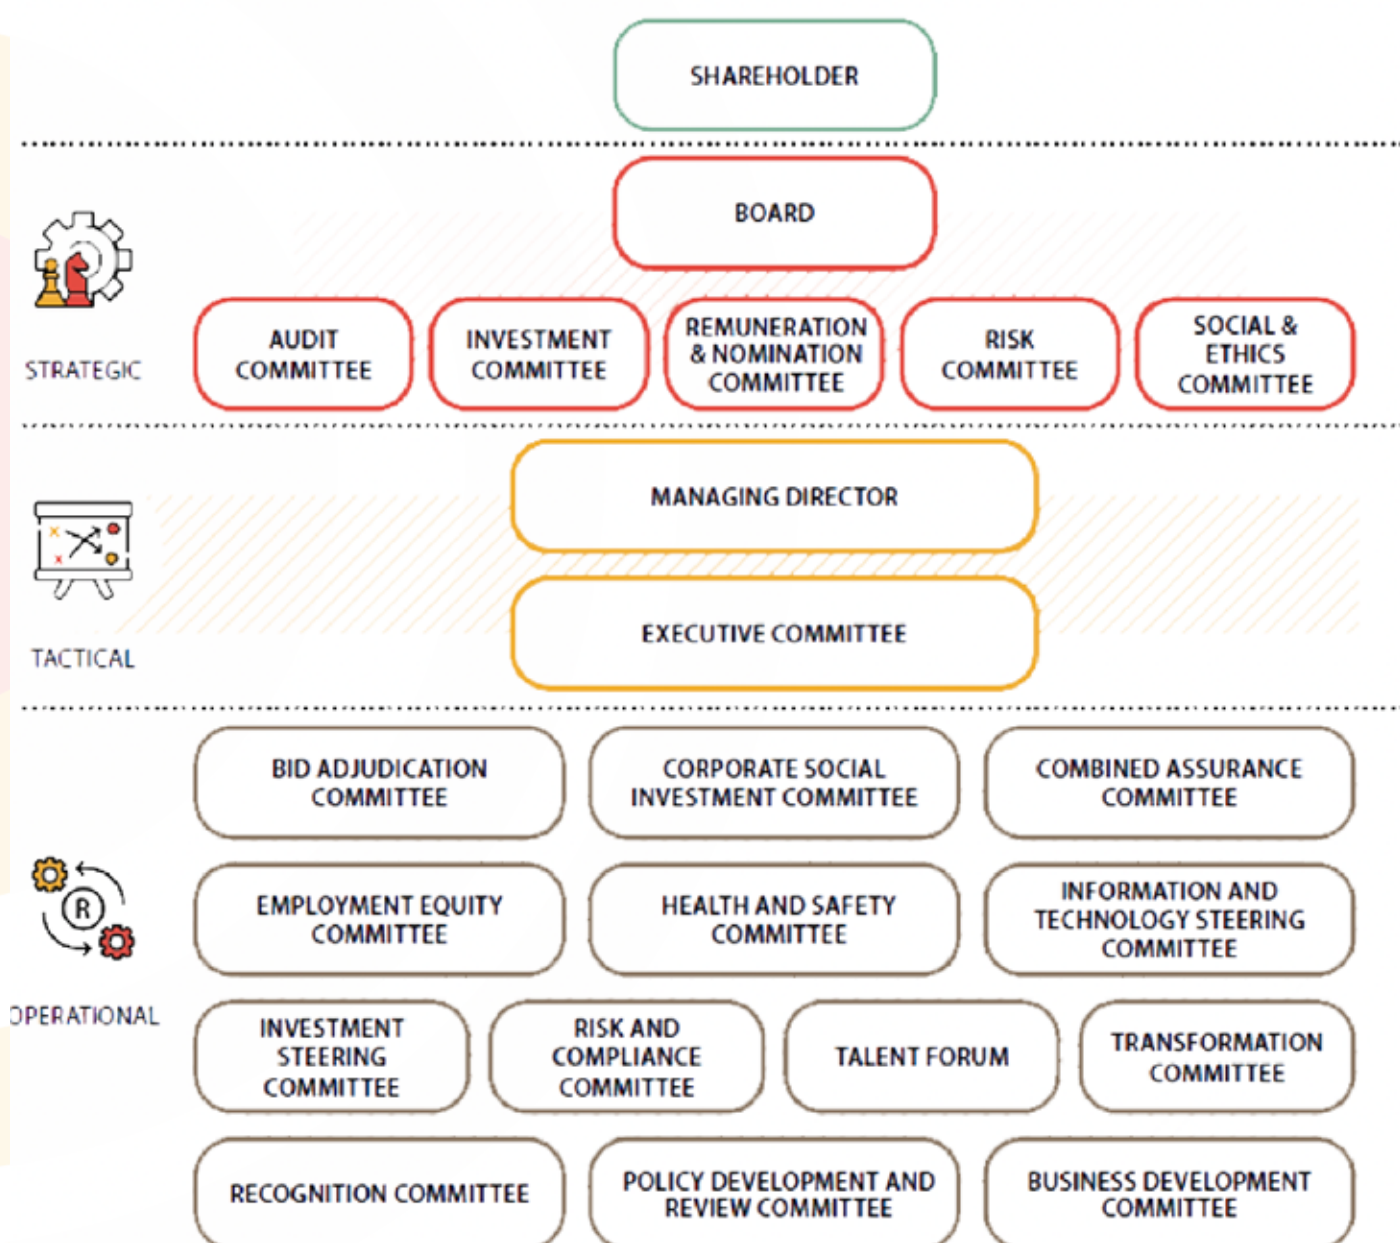 SHAREHOLDER
BOARD
AUDIT
COMMITTEE
INVESTMENT
COMMITTEE
REMUNERATION
& NOMINATION
COMMITTEE
RISK
COMMITTEE
SOCIAL &
ETHICS
COMMITTEE
STRATEGIC
MANAGING DIRECTOR
EXECUTIVE COMMITTEE
TACTICAL
BID ADJUDICATION
COMMITTEE
CORPORATE SOCIAL
INVESTMENT COMMITTEE
COMBINED ASSURANCE
COMMITTEE
EMPLOYMENT EQUITY
COMMITTEE
HEALTH AND SAFETY
COMMITTEE
INFORMATION AND
TECHNOLOGY STEERING
COMMITTEE
R
OPERATIONAL
INVESTMENT
STEERING
COMMITTEE
RISK AND
COMPLIANCE
COMMITTEE
TALENT FORUM
TRANSFORMATION
COMMITTEE
RECOGNITION COMMITTEE
POLICY DEVELOPMENT AND
REVIEW COMMITTEE
BUSINESS DEVELOPMENT
COMMITTEE